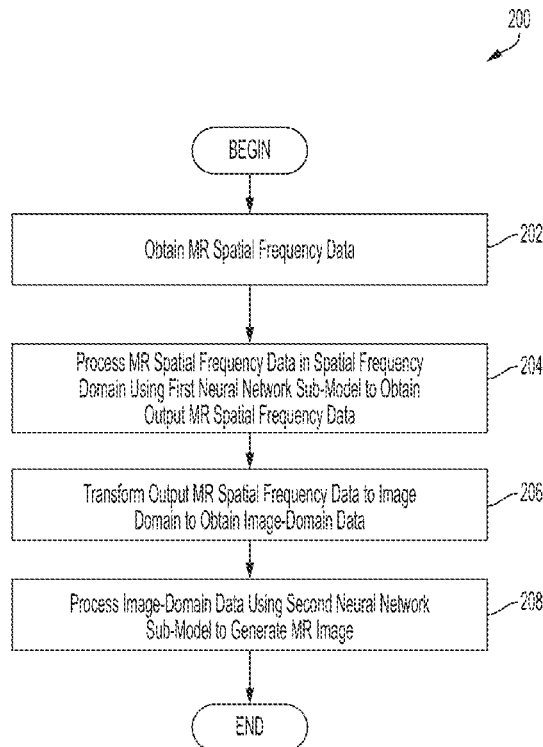 200
BEGIN
Obtain MR Spatial Frequency Data
202
Process MR Spatial Frequency Data in Spatial Frequency
Domain Using First Neural Network Sub-Model to Obtain
Output MR Spatial Frequency Data
204
Transform Output MR Spatial Frequency Data to Image
Domain to Obtain Image-Domain Data
206
Process Image-Domain Data Using Second Neural Network
Sub-Model to Generate MR Image
208
END